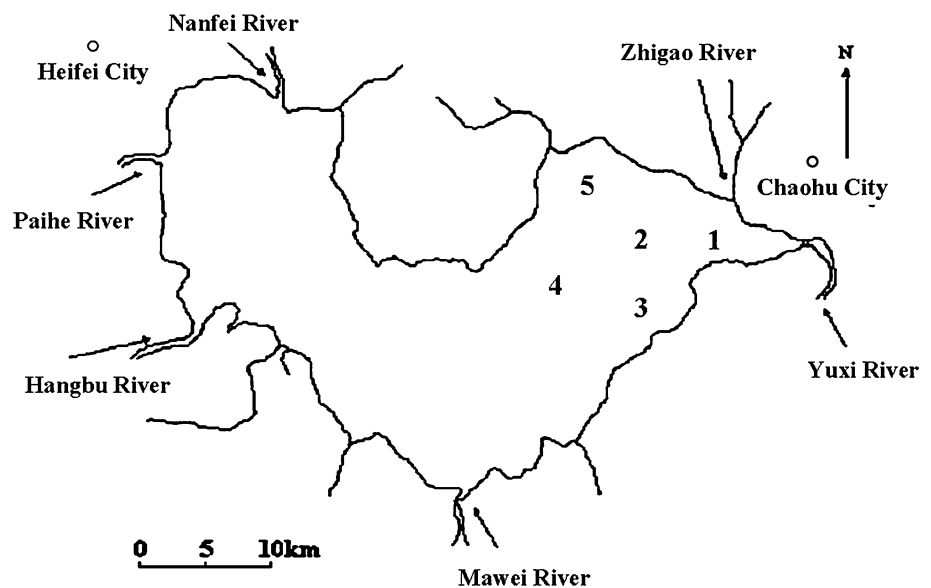 Nanfei River
Heifei City
Zhigao River
N
Chaohu City
Paihe River
5
2
1
4
3
Hangbu River
Yuxi River
0 5 10km
Mawei River